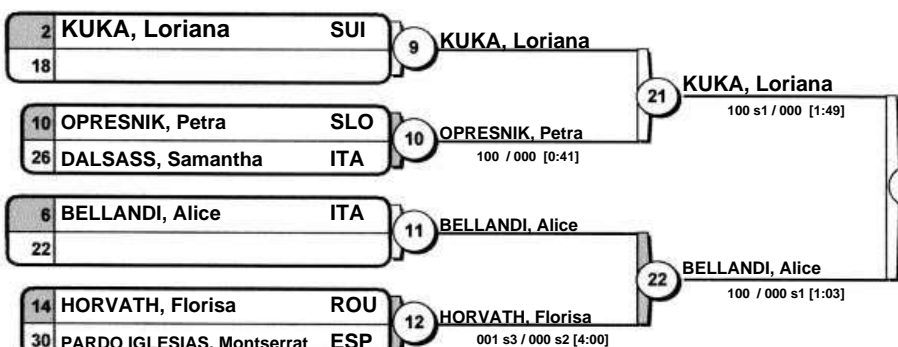 2 KUKA, Loriana SUI
18
9 KUKA, Loriana
21 KUKA, Loriana
100 s1 / 000 [1:49]
10 OPRESNIK, Petra SLO
26 DALSASS, Samantha ITA
10 OPRESNIK, Petra
100 / 000 [0:41]
6 BELLANDI, Alice ITA
22
11 BELLANDI, Alice
22 BELLANDI, Alice
100 / 000 s1 [1:03]
14 HORVATH, Florisa ROU
30 PARDO IGLESIAS, Montserrat ESP
12 HORVATH, Florisa
001 s3 / 000 s2 [4:00]